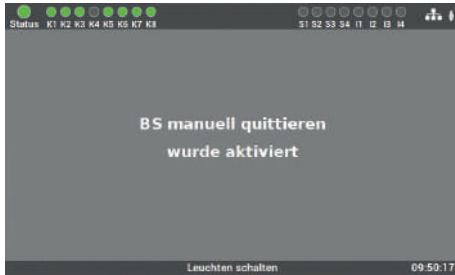 Status K1 K2 K3 K4 K5 K6 K7 K8 S1 S2 S3 S4 I1 I2 I3 I4
BS manuell quittieren
wurde aktiviert
Leuchten schalten 09:50:17